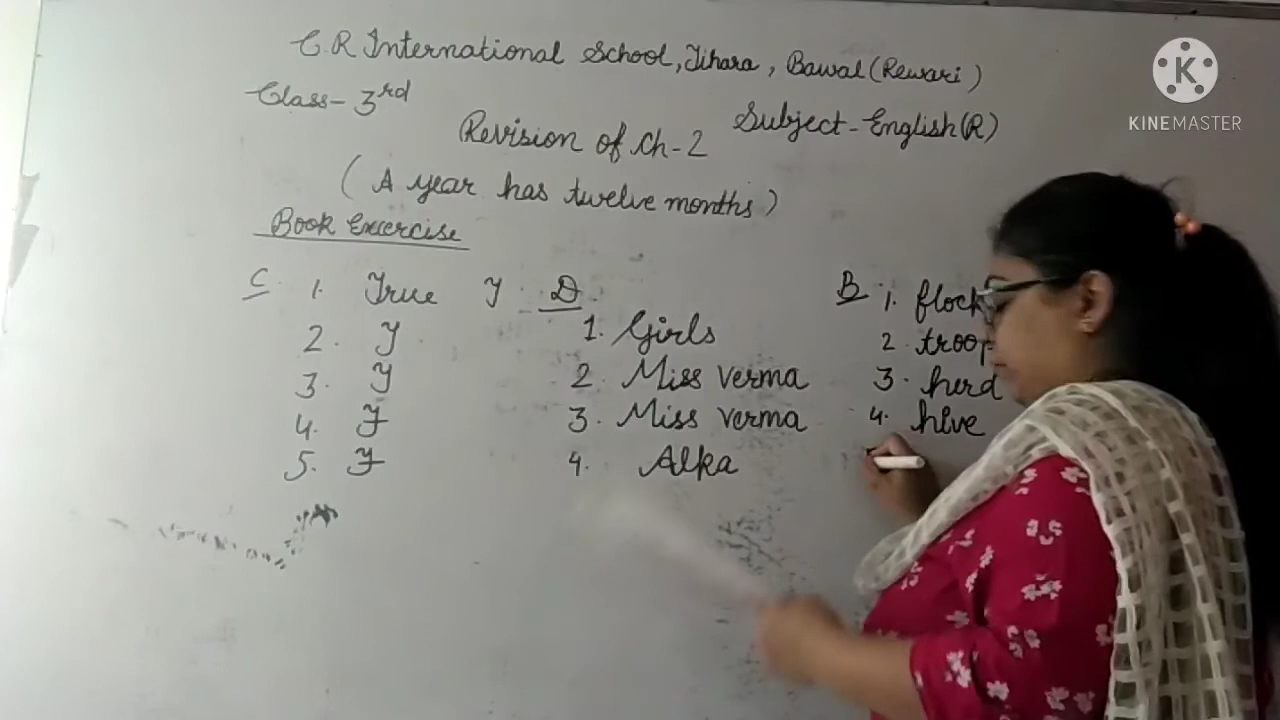 C.R International School, Jihara, Bawal (Rewari)
Class- 3rd
Subject-English(R)
Revision of Ch-2
(A year has twelve months)
Book Excercise
C 1. True T
2. T
3. T
4. F
5. F
D
1. Girls
2. Miss Verma
3. Miss Verma
4. Alka
B 1. flock
2 troop
3. herd
4. hive
K
KINEMASTER